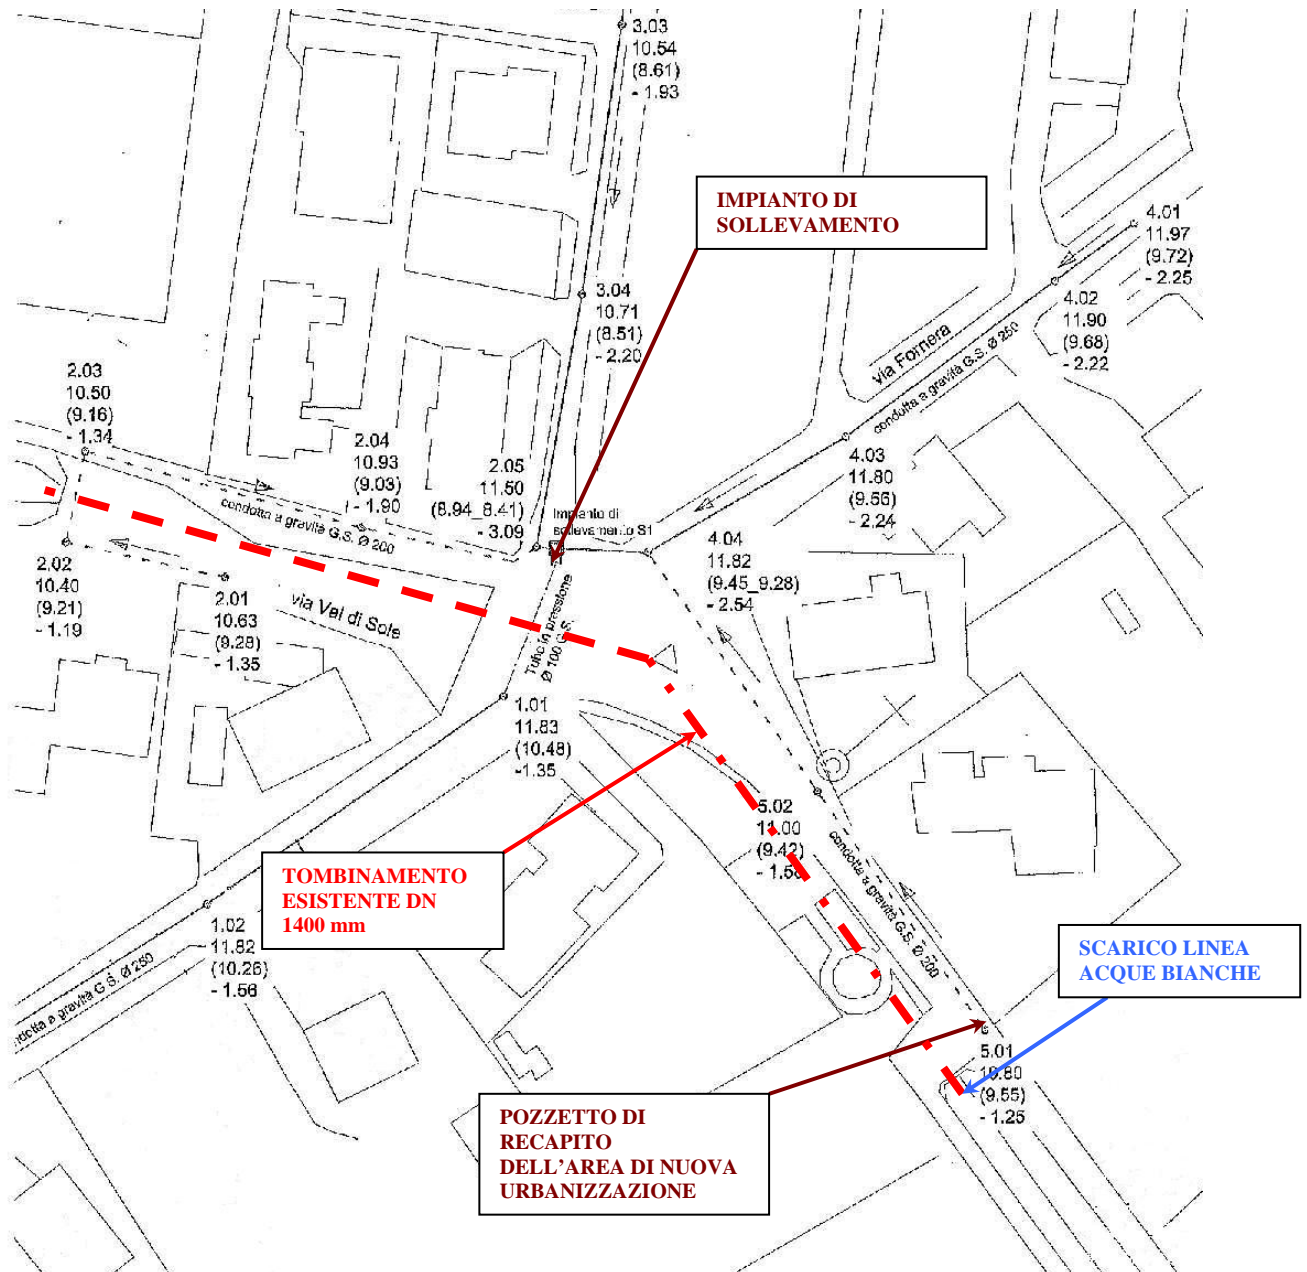 3.03
10.54
(8.61)
- 1.93
IMPIANTO DI
SOLLEVAMENTO
4.01
11.97
(9.72)
- 2.25
3.04
10.71
(8.51)
- 2.20
4.02
11.90
(9.68)
- 2.22
via Fornera
condotta a gravità G.S. Ø 250
2.03
10.50
(9.16)
- 1.34
2.04
10.93
(9.03)
- 1.90
2.05
11.50
(8.94_8.41)
- 3.09
4.03
11.80
(9.56)
- 2.24
condotta a gravità G.S. Ø 200
Impianto di
sollevamento S1
4.04
11.82
(9.45_9.28)
- 2.54
2.02
10.40
(9.21)
- 1.19
2.01
10.63
(9.28)
- 1.35
via Val di Sole
Tubo in pressione
Ø 100 G.S.
1.01
11.83
(10.48)
-1.35
5.02
11.00
(9.42)
- 1.58
condotta a gravità G.S. Ø 200
TOMBINAMENTO
ESISTENTE DN
1400 mm
1.02
11.82
(10.26)
- 1.56
condotta a gravità G.S. Ø 250
SCARICO LINEA
ACQUE BIANCHE
5.01
10.80
(9.55)
- 1.25
POZZETTO DI
RECAPITO
DELL'AREA DI NUOVA
URBANIZZAZIONE